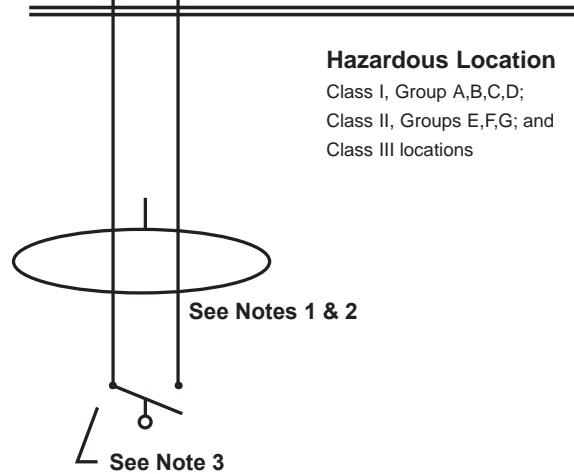 Hazardous Location
Class I, Group A,B,C,D;
Class II, Groups E,F,G; and
Class III locations
See Notes 1 & 2
See Note 3